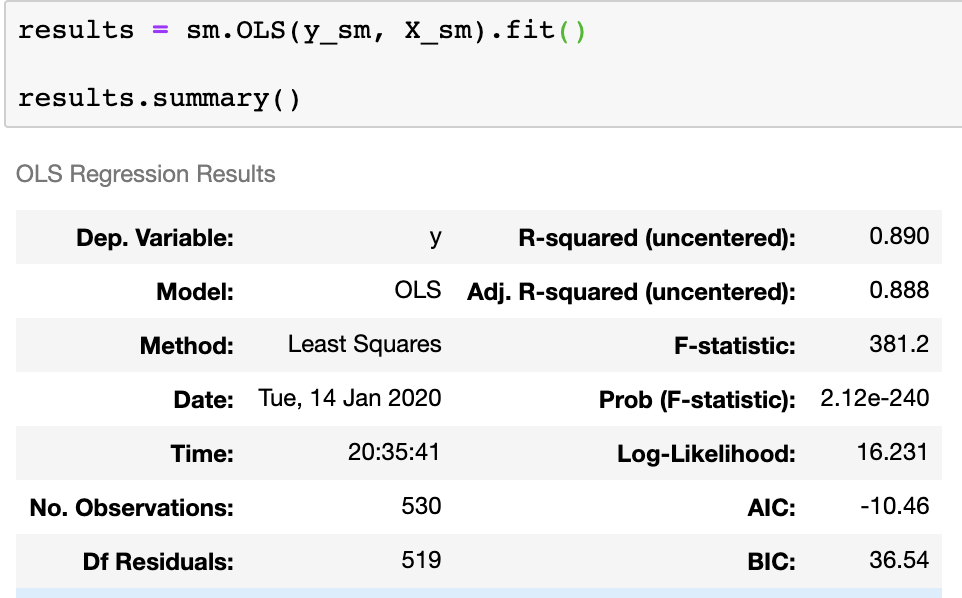 results = sm.OLS(y_sm, X_sm).fit()
results.summary()
OLS Regression Results
Dep. Variable: y R-squared (uncentered): 0.890
Model: OLS Adj. R-squared (uncentered): 0.888
Method: Least Squares F-statistic: 381.2
Date: Tue, 14 Jan 2020 Prob (F-statistic): 2.12e-240
Time: 20:35:41 Log-Likelihood: 16.231
No. Observations: 530 AIC: -10.46
Df Residuals: 519 BIC: 36.54